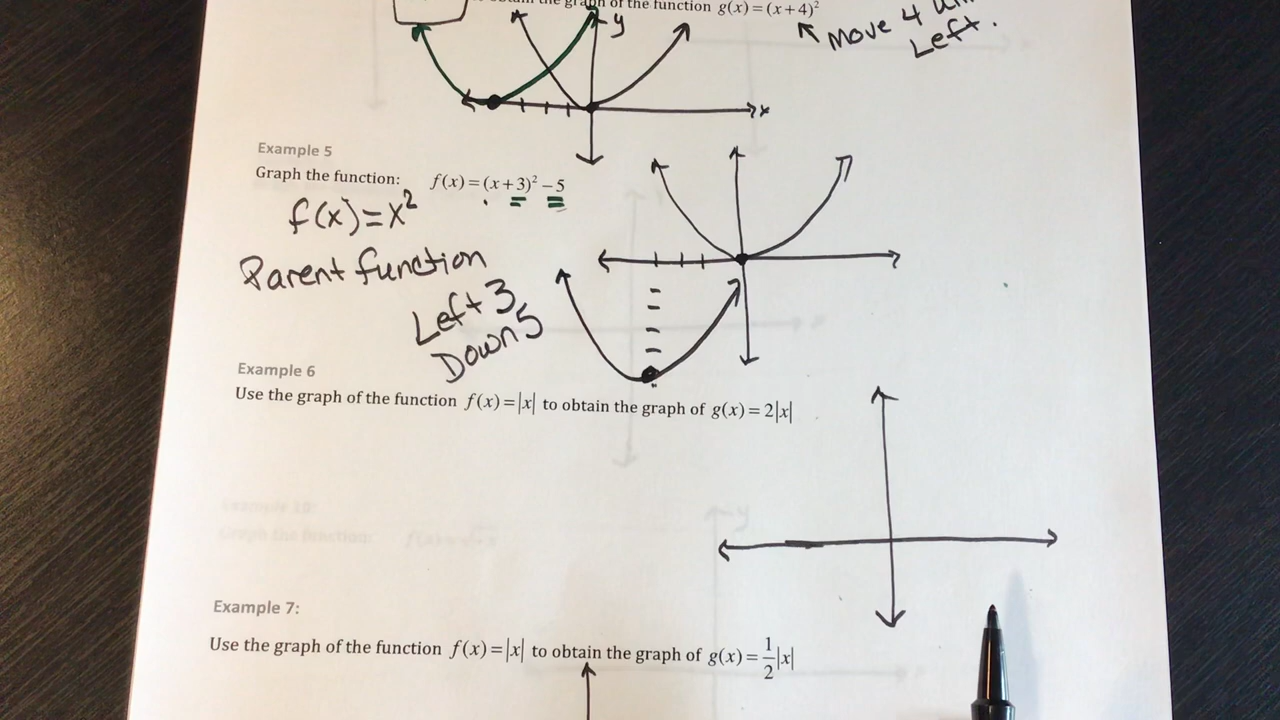 the graph of the function g(x)=(x+4)²
Move 4
Left.
y
x
Example 5
Graph the function: f(x)=(x+3)²−5
f(x)=x²
Parent function
Left 3,
Down 5
Example 6
Use the graph of the function f(x)=|x| to obtain the graph of g(x)=2|x|
Example 7:
Use the graph of the function f(x)=|x| to obtain the graph of g(x)=1/2|x|